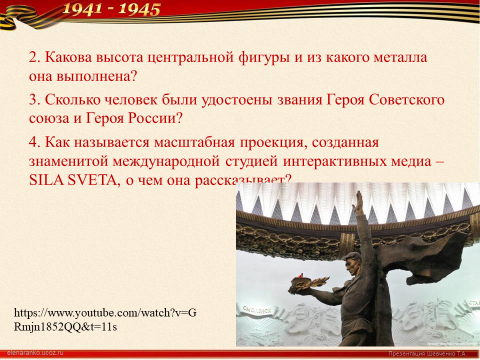 1941 - 1945
2. Какова высота центральной фигуры и из какого металла
она выполнена?
3. Сколько человек были удостоены звания Героя Советского
союза и Героя России?
4. Как называется масштабная проекция, созданная
знаменитой международной студией интерактивных медиа –
SILA SVETA, о чем она рассказывает?
https://www.youtube.com/watch?v=G
Rmjn1852QQ&t=11s
elenaranko.ucoz.ru
Презентация Шевченко Т.А.